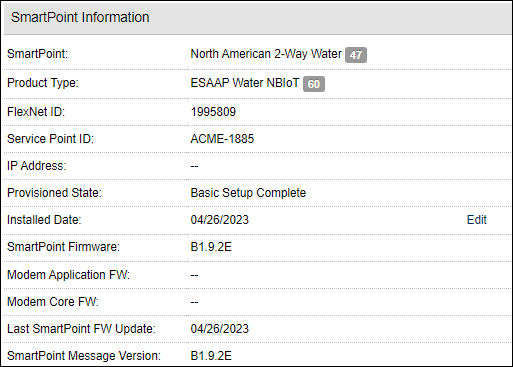 SmartPoint Information
SmartPoint: North American 2-Way Water 47
Product Type: ESAAP Water NBIoT 60
FlexNet ID: 1995809
Service Point ID: ACME-1885
IP Address: --
Provisioned State: Basic Setup Complete
Installed Date: 04/26/2023 Edit
SmartPoint Firmware: B1.9.2E
Modem Application FW: --
Modem Core FW: --
Last SmartPoint FW Update: 04/26/2023
SmartPoint Message Version: B1.9.2E